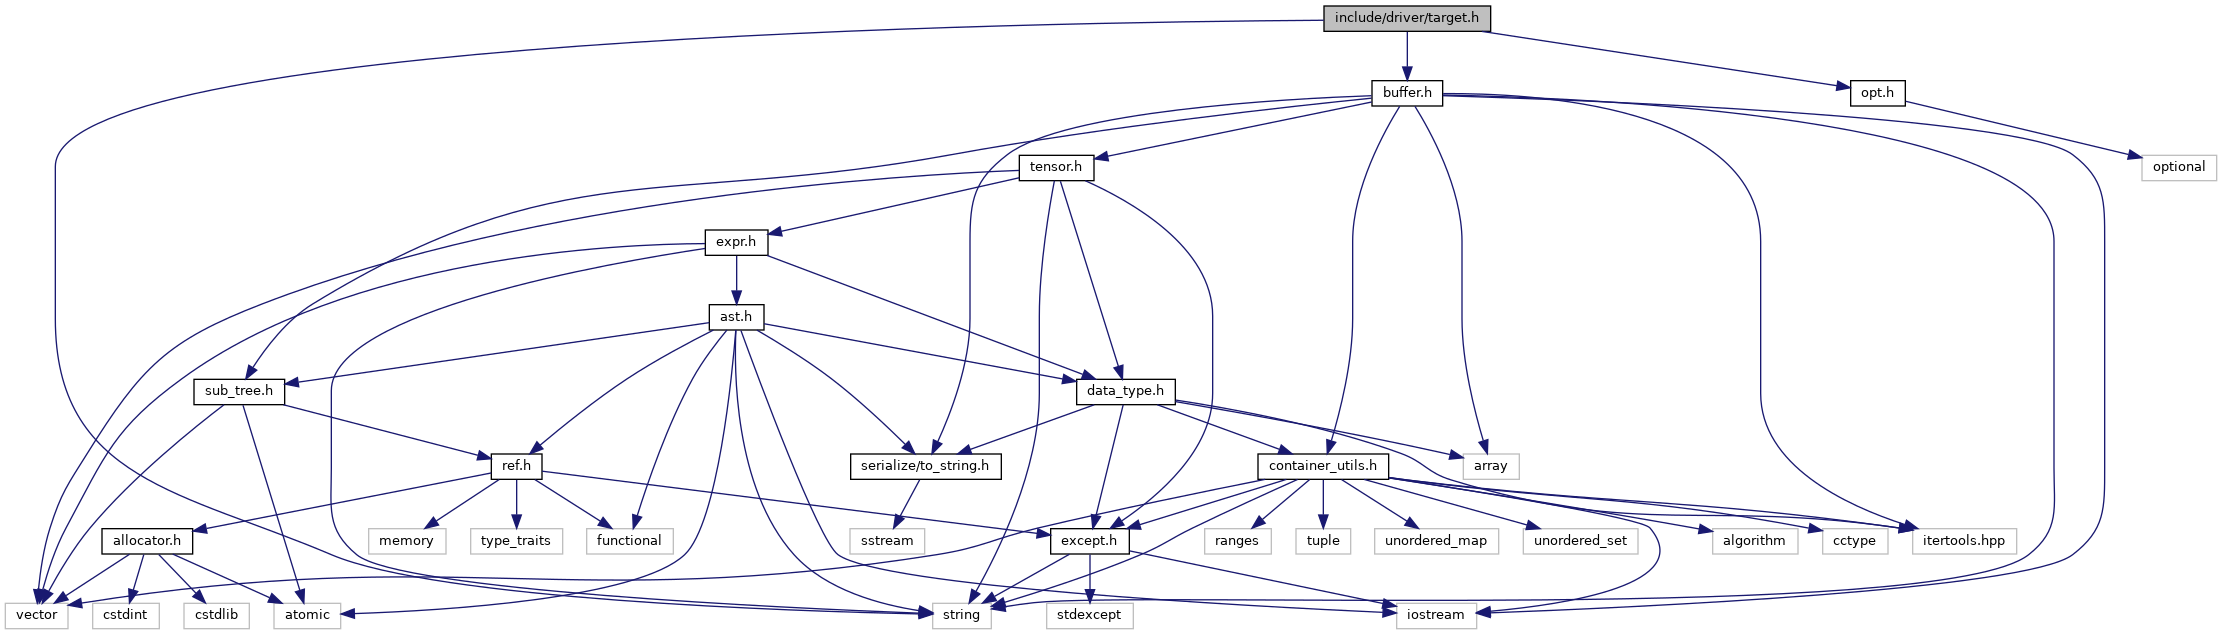 include/driver/target.h
buffer.h
opt.h
tensor.h
optional
expr.h
ast.h
sub_tree.h
data_type.h
ref.h
serialize/to_string.h
container_utils.h
array
allocator.h
memory
type_traits
functional
sstream
except.h
ranges
tuple
unordered_map
unordered_set
algorithm
cctype
itertools.hpp
vector
cstdint
cstdlib
atomic
string
stdexcept
iostream